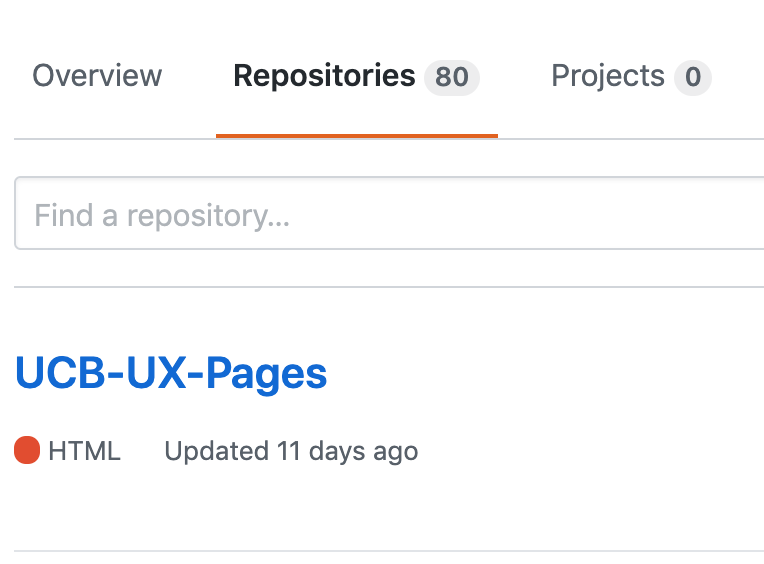 Overview Repositories 80 Projects 0
Find a repository...
UCB-UX-Pages
HTML Updated 11 days ago